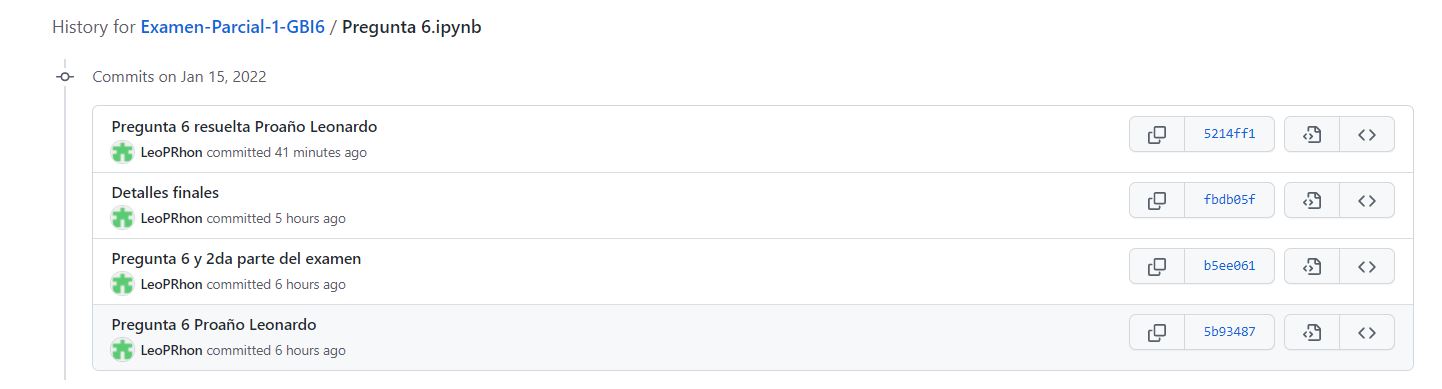 History for Examen-Parcial-1-GBI6 / Pregunta 6.ipynb
Commits on Jan 15, 2022
Pregunta 6 resuelta Proaño Leonardo
LeoPRhon committed 41 minutes ago
5214ff1
Detalles finales
LeoPRhon committed 5 hours ago
fbdb05f
Pregunta 6 y 2da parte del examen
LeoPRhon committed 6 hours ago
b5ee061
Pregunta 6 Proaño Leonardo
LeoPRhon committed 6 hours ago
5b93487